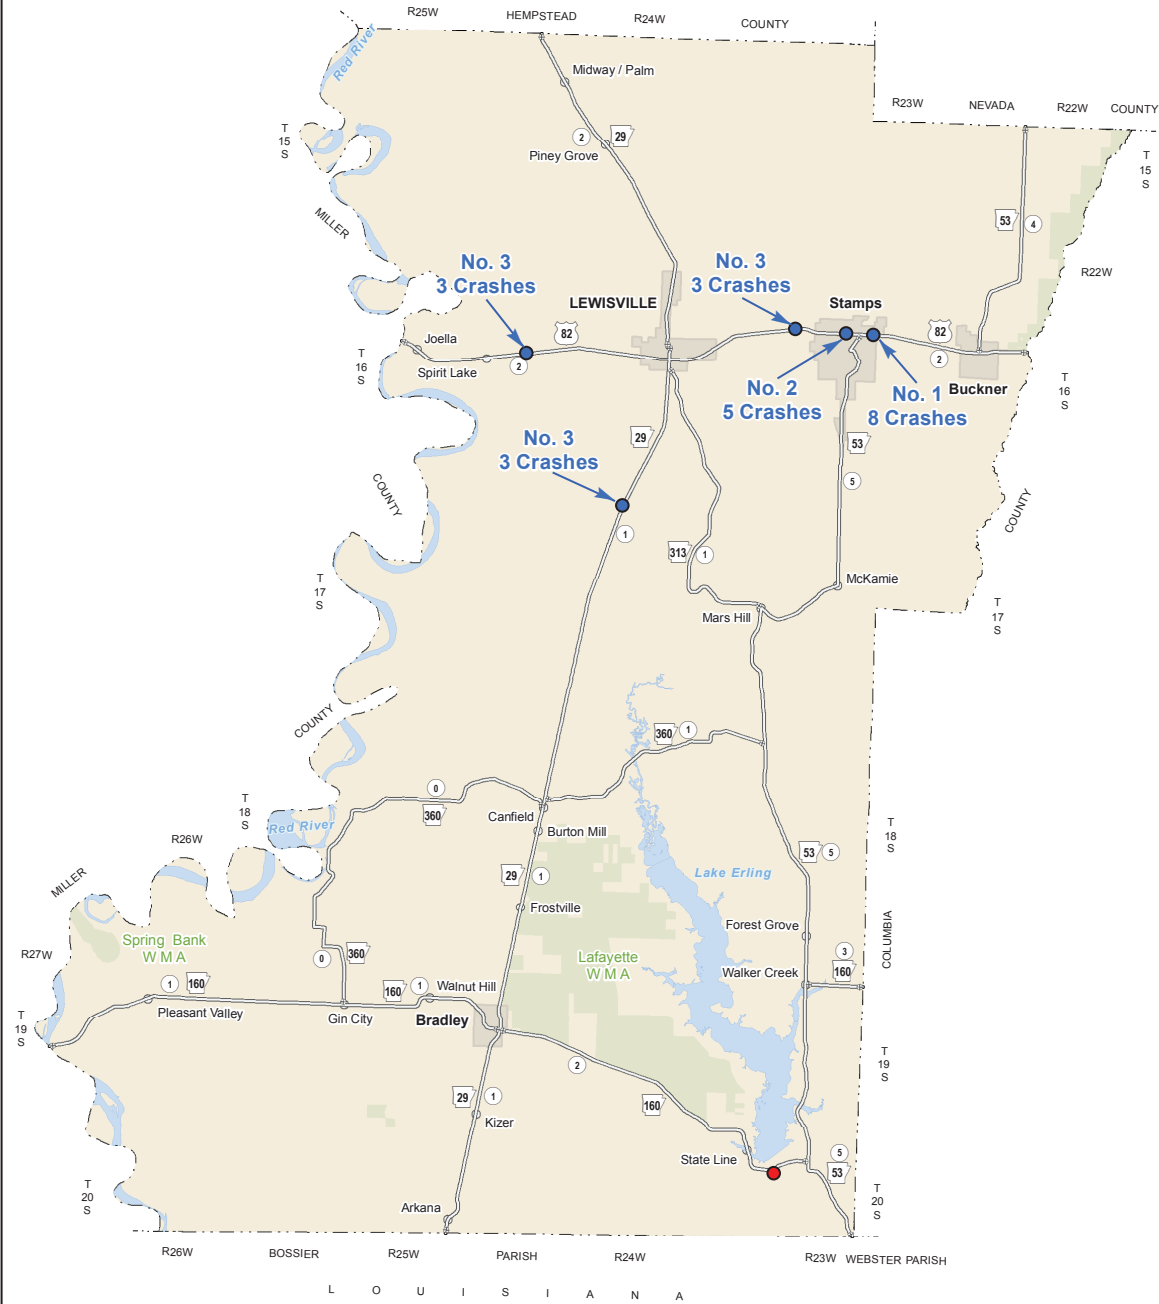 R25W
HEMPSTEAD
R24W
COUNTY
Red River
Midway / Palm
R23W
NEVADA
R22W
COUNTY
T
15
S
2
29
Piney Grove
T
15
S
MILLER
53
4
No. 3
3 Crashes
No. 3
3 Crashes
R22W
LEWISVILLE
Stamps
82
82
Joella
T
16
S
Spirit Lake
2
2
No. 2
5 Crashes
No. 1
8 Crashes
Buckner
T
16
S
No. 3
3 Crashes
29
53
COUNTY
5
COUNTY
1
313
1
McKamie
T
17
S
Mars Hill
T
17
S
COUNTY
360
1
0
360
Canfield
Burton Mill
T
18
S
Red River
R26W
T
18
S
53
5
MILLER
29
1
Lake Erling
Frostville
Forest Grove
COLUMBIA
Spring Bank
WMA
R27W
0
360
Lafayette
WMA
3
160
Walker Creek
1
160
160
1
Walnut Hill
Pleasant Valley
Gin City
Bradley
T
19
S
T
19
S
2
29
1
160
Kizer
State Line
5
53
T
20
S
T
20
S
Arkana
R26W
BOSSIER
R25W
PARISH
R24W
R23W
WEBSTER PARISH
L O U I S I A N A